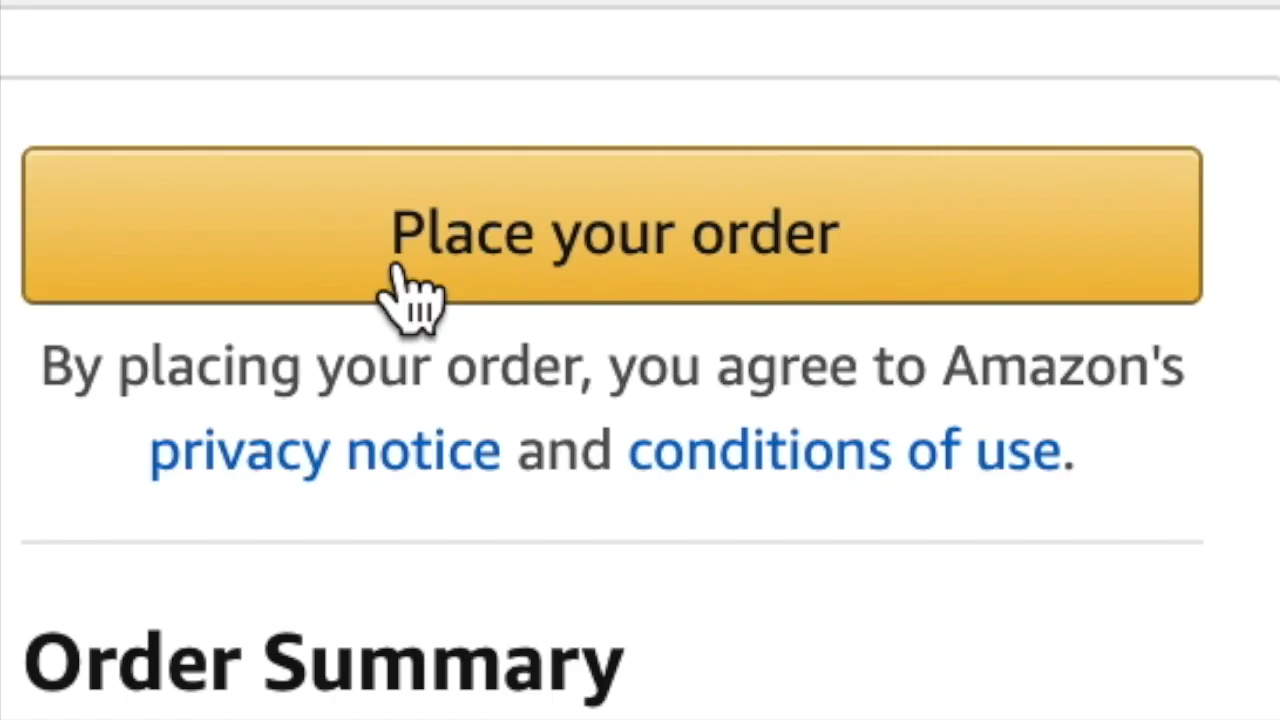 Place your order
By placing your order, you agree to Amazon's
privacy notice and conditions of use.
Order Summary